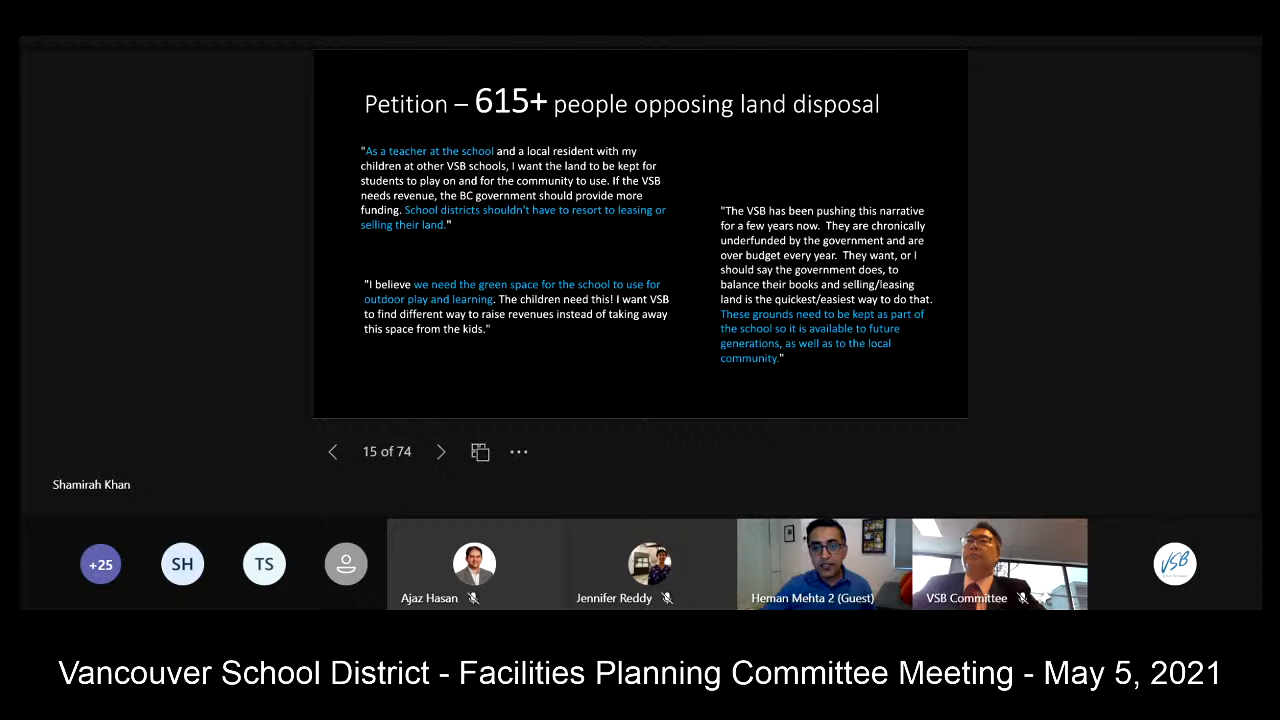 Petition – 615+ people opposing land disposal
"As a teacher at the school and a local resident with my
children at other VSB schools, I want the land to be kept for
students to play on and for the community to use. If the VSB
needs revenue, the BC government should provide more
funding. School districts shouldn't have to resort to leasing or
selling their land."
"I believe we need the green space for the school to use for
outdoor play and learning. The children need this! I want VSB
to find different way to raise revenues instead of taking away
this space from the kids."
"The VSB has been pushing this narrative
for a few years now. They are chronically
underfunded by the government and are
over budget every year. They want, or I
should say the government does, to
balance their books and selling/leasing
land is the quickest/easiest way to do that.
These grounds need to be kept as part of
the school so it is available to future
generations, as well as to the local
community."
15 of 74
Shamirah Khan
+25
SH
TS
Ajaz Hasan
Jennifer Reddy
Heman Mehta 2 (Guest)
VSB Committee
VSB
Vancouver School District - Facilities Planning Committee Meeting - May 5, 2021